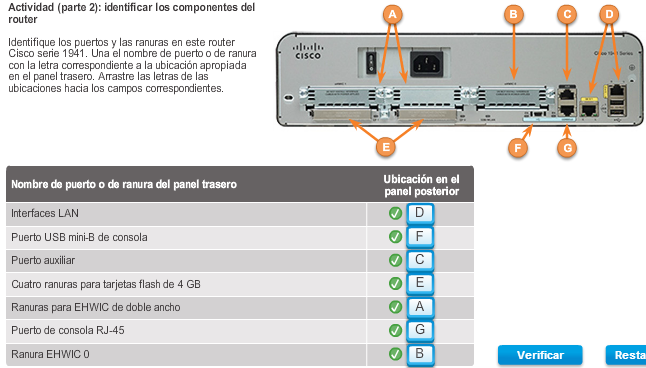 Actividad (parte 2): identificar los componentes del
router
Identifique los puertos y las ranuras en este router
Cisco serie 1941. Una el nombre de puerto o de ranura
con la letra correspondiente a la ubicación apropiada
en el panel trasero. Arrastre las letras de las
ubicaciones hacia los campos correspondientes.
A
B
C
D
CISCO
Cisco 1941 Series
E
F
G
Nombre de puerto o de ranura del panel trasero
Ubicación en el
panel posterior
Interfaces LAN D
Puerto USB mini-B de consola F
Puerto auxiliar C
Cuatro ranuras para tarjetas flash de 4 GB E
Ranuras para EHWIC de doble ancho A
Puerto de consola RJ-45 G
Ranura EHWIC 0 B
Verificar
Resta